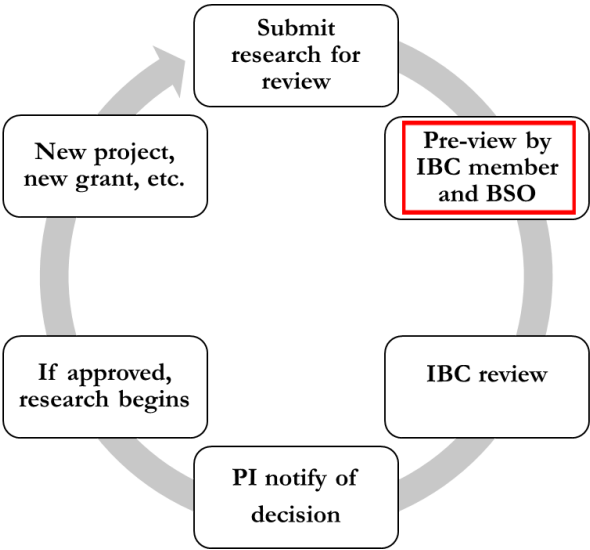 Submit
research for
review
Pre-view by
IBC member
and BSO
IBC review
PI notify of
decision
If approved,
research begins
New project,
new grant, etc.